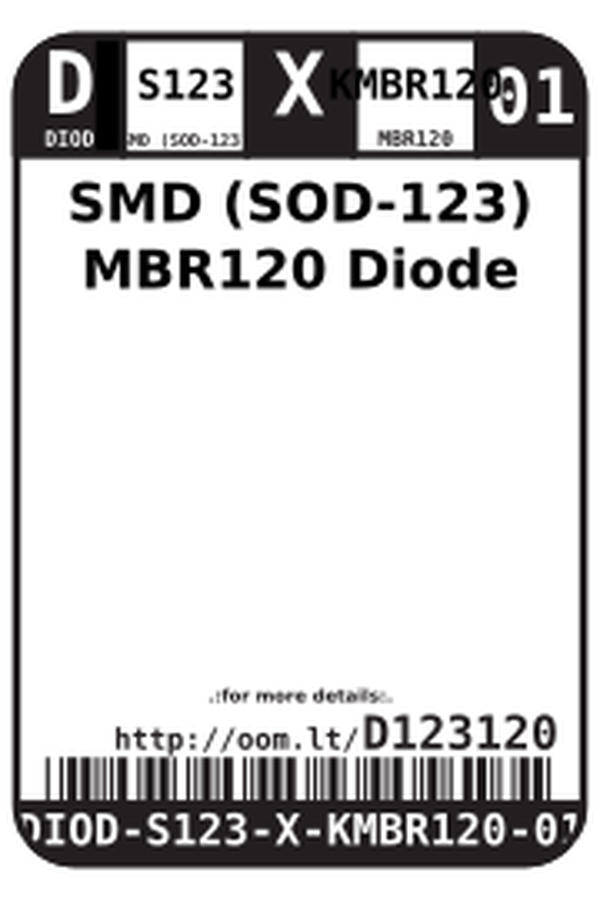 D S123 X KMBR120 01
DIOD MD (SOD-123 MBR120
SMD (SOD-123)
MBR120 Diode
.:for more details:.
http://oom.lt/D123120
DIOD-S123-X-KMBR120-01